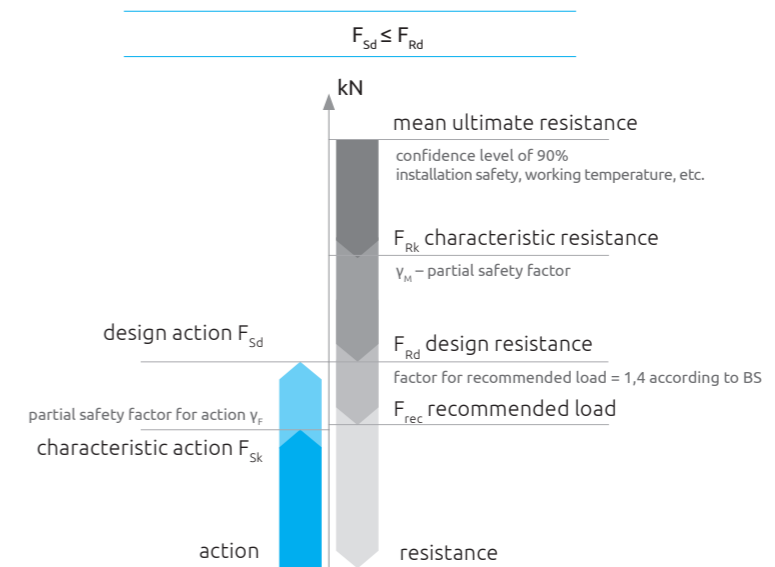 F_Sd ≤ F_Rd
kN
mean ultimate resistance
confidence level of 90%
installation safety, working temperature, etc.
F_Rk characteristic resistance
γ_M – partial safety factor
design action F_Sd
F_Rd design resistance
factor for recommended load = 1,4 according to BS
F_rec recommended load
partial safety factor for action γ_F
characteristic action F_Sk
action
resistance